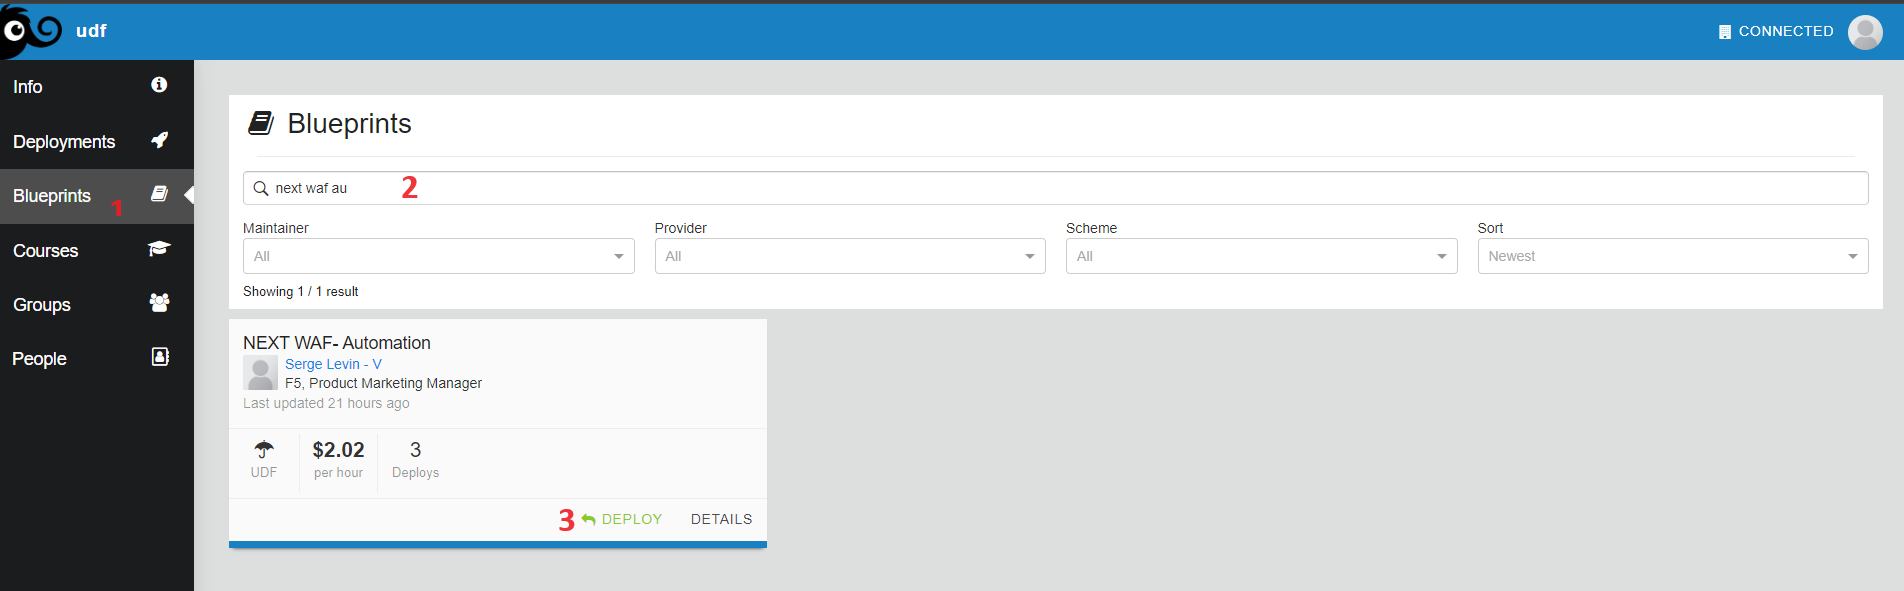 udf
CONNECTED
Info
Deployments
Blueprints 1
Courses
Groups
People
Blueprints
next waf au 2
Maintainer Provider Scheme Sort
All All All Newest
Showing 1 / 1 result
NEXT WAF- Automation
Serge Levin - V
F5, Product Marketing Manager
Last updated 21 hours ago
$2.02 3
UDF per hour Deploys
3 DEPLOY DETAILS